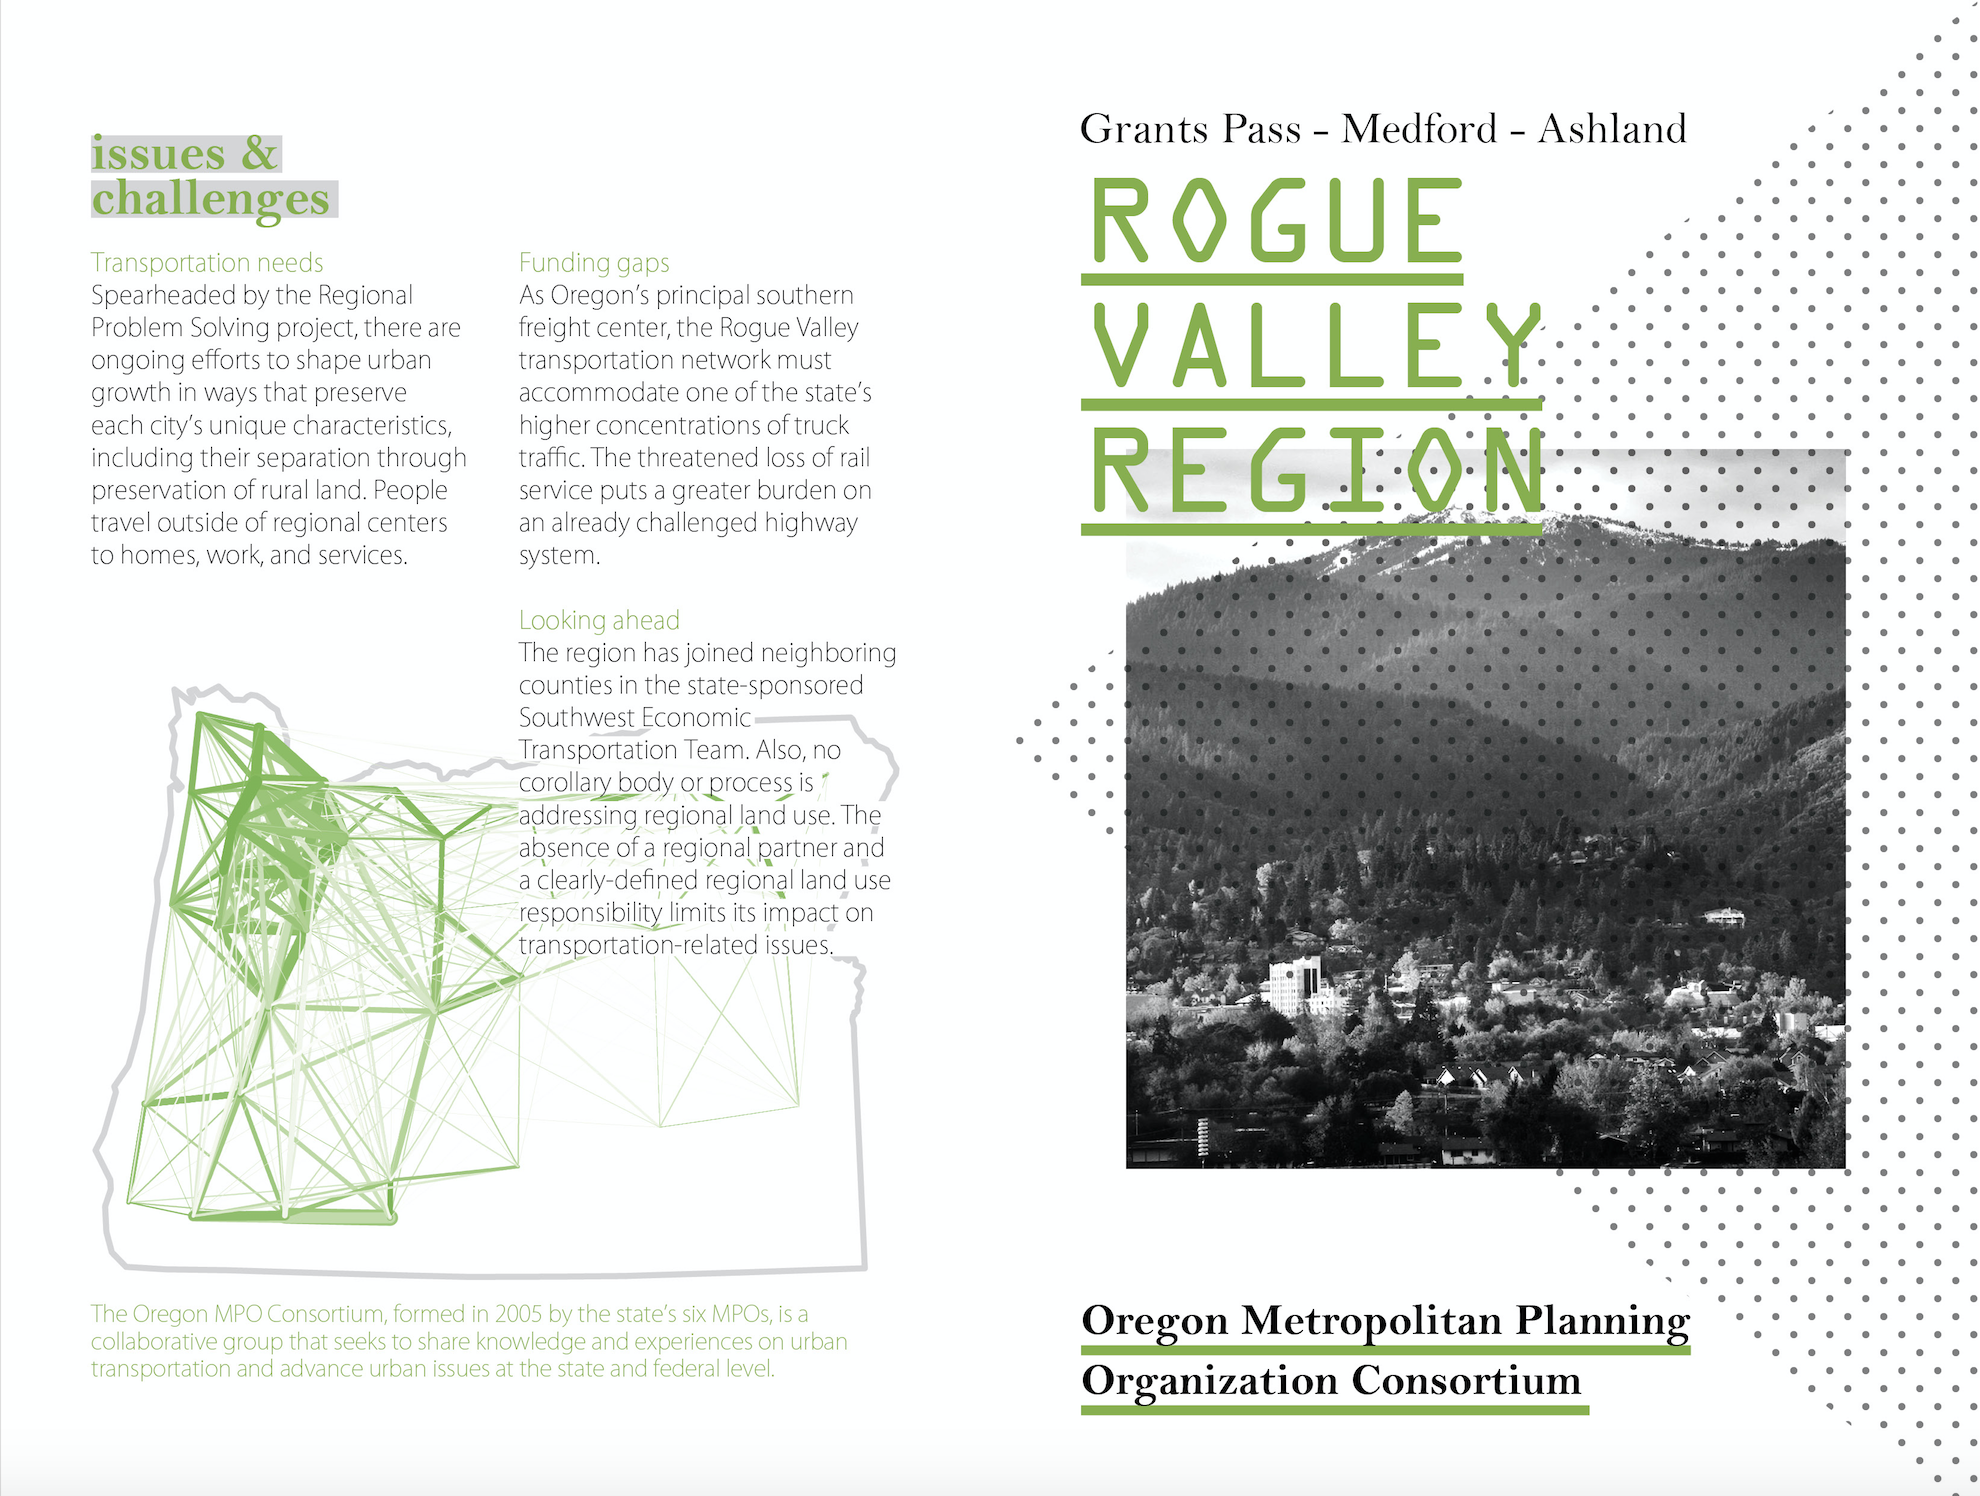 issues &
challenges
Transportation needs
Spearheaded by the Regional
Problem Solving project, there are
ongoing efforts to shape urban
growth in ways that preserve
each city’s unique characteristics,
including their separation through
preservation of rural land. People
travel outside of regional centers
to homes, work, and services.
Funding gaps
As Oregon’s principal southern
freight center, the Rogue Valley
transportation network must
accommodate one of the state’s
higher concentrations of truck
traffic. The threatened loss of rail
service puts a greater burden on
an already challenged highway
system.
Looking ahead
The region has joined neighboring
counties in the state-sponsored
Southwest Economic
Transportation Team. Also, no
corollary body or process is
addressing regional land use. The
absence of a regional partner and
a clearly-defined regional land use
responsibility limits its impact on
transportation-related issues.
The Oregon MPO Consortium, formed in 2005 by the state’s six MPOs, is a
collaborative group that seeks to share knowledge and experiences on urban
transportation and advance urban issues at the state and federal level.
Grants Pass - Medford - Ashland
ROGUE
VALLEY
REGION
Oregon Metropolitan Planning
Organization Consortium